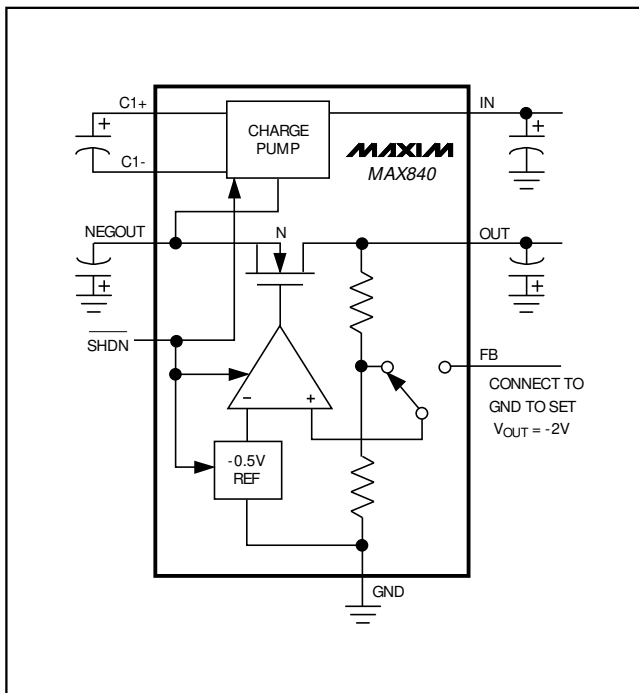 C1+
IN
+
+
CHARGE
PUMP
MAXIM
MAX840
C1-
NEGOUT
N
OUT
+
+
SHDN
FB
CONNECT TO
GND TO SET
VOUT = -2V
− +
-0.5V
REF
GND